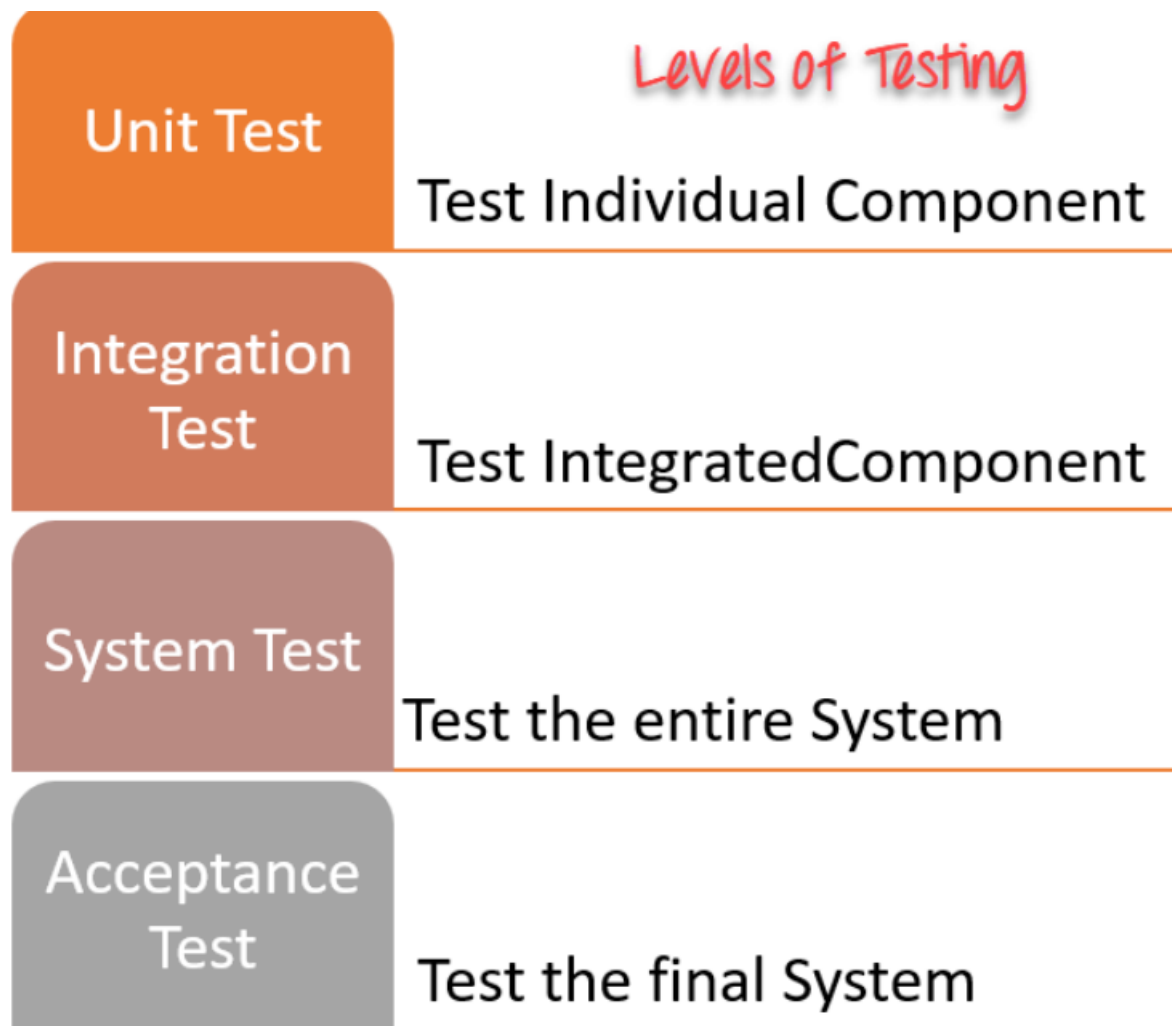 Levels of Testing
Unit Test
Test Individual Component
Integration
Test
Test IntegratedComponent
System Test
Test the entire System
Acceptance
Test
Test the final System